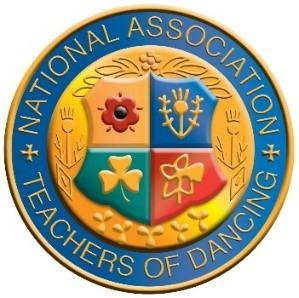 NATIONAL ASSOCIATION
TEACHERS OF DANCING